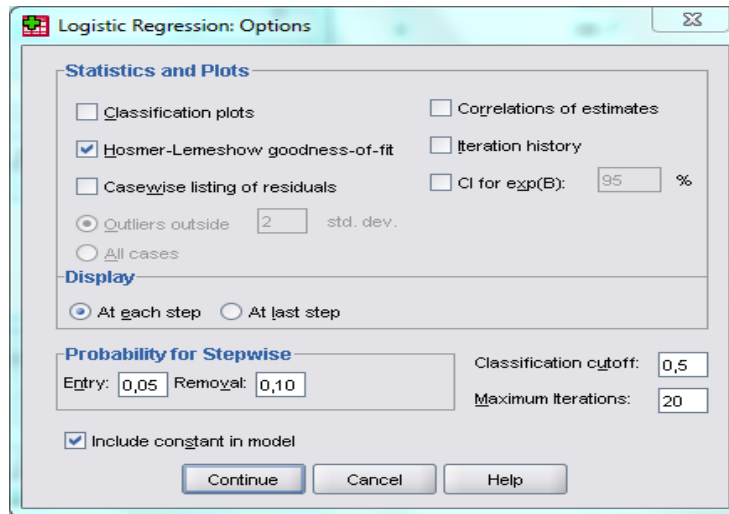 Logistic Regression: Options
Statistics and Plots
Classification plots
Correlations of estimates
Hosmer-Lemeshow goodness-of-fit
Iteration history
Casewise listing of residuals
CI for exp(B): 95 %
Outliers outside 2 std. dev.
All cases
Display
At each step At last step
Probability for Stepwise
Entry: 0,05 Removal: 0,10
Classification cutoff: 0,5
Maximum Iterations: 20
Include constant in model
Continue Cancel Help